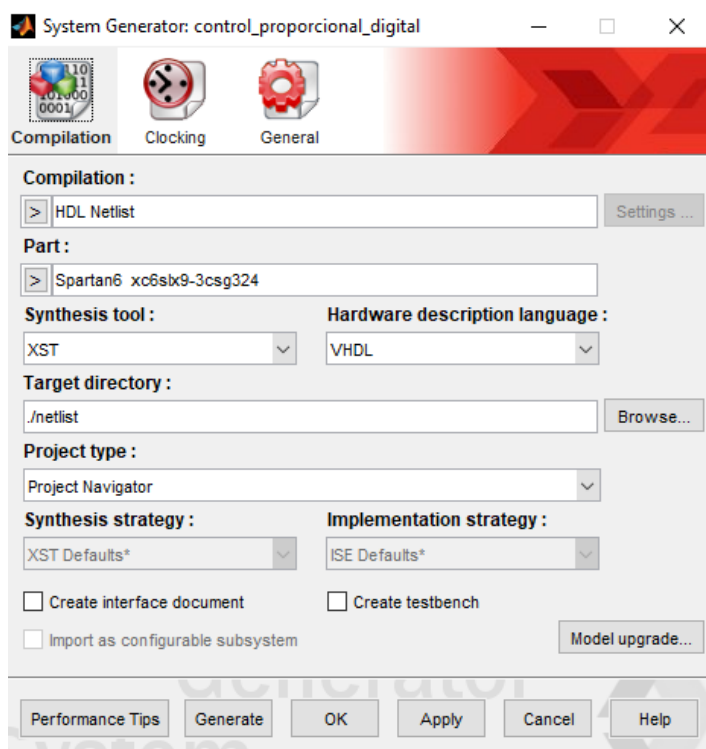 System Generator: control_proporcional_digital
Compilation Clocking General
Compilation :
> HDL Netlist Settings ...
Part :
> Spartan6 xc6slx9-3csg324
Synthesis tool : Hardware description language :
XST VHDL
Target directory :
./netlist Browse...
Project type :
Project Navigator
Synthesis strategy : Implementation strategy :
XST Defaults* ISE Defaults*
Create interface document Create testbench
Import as configurable subsystem Model upgrade...
Performance Tips Generate OK Apply Cancel Help